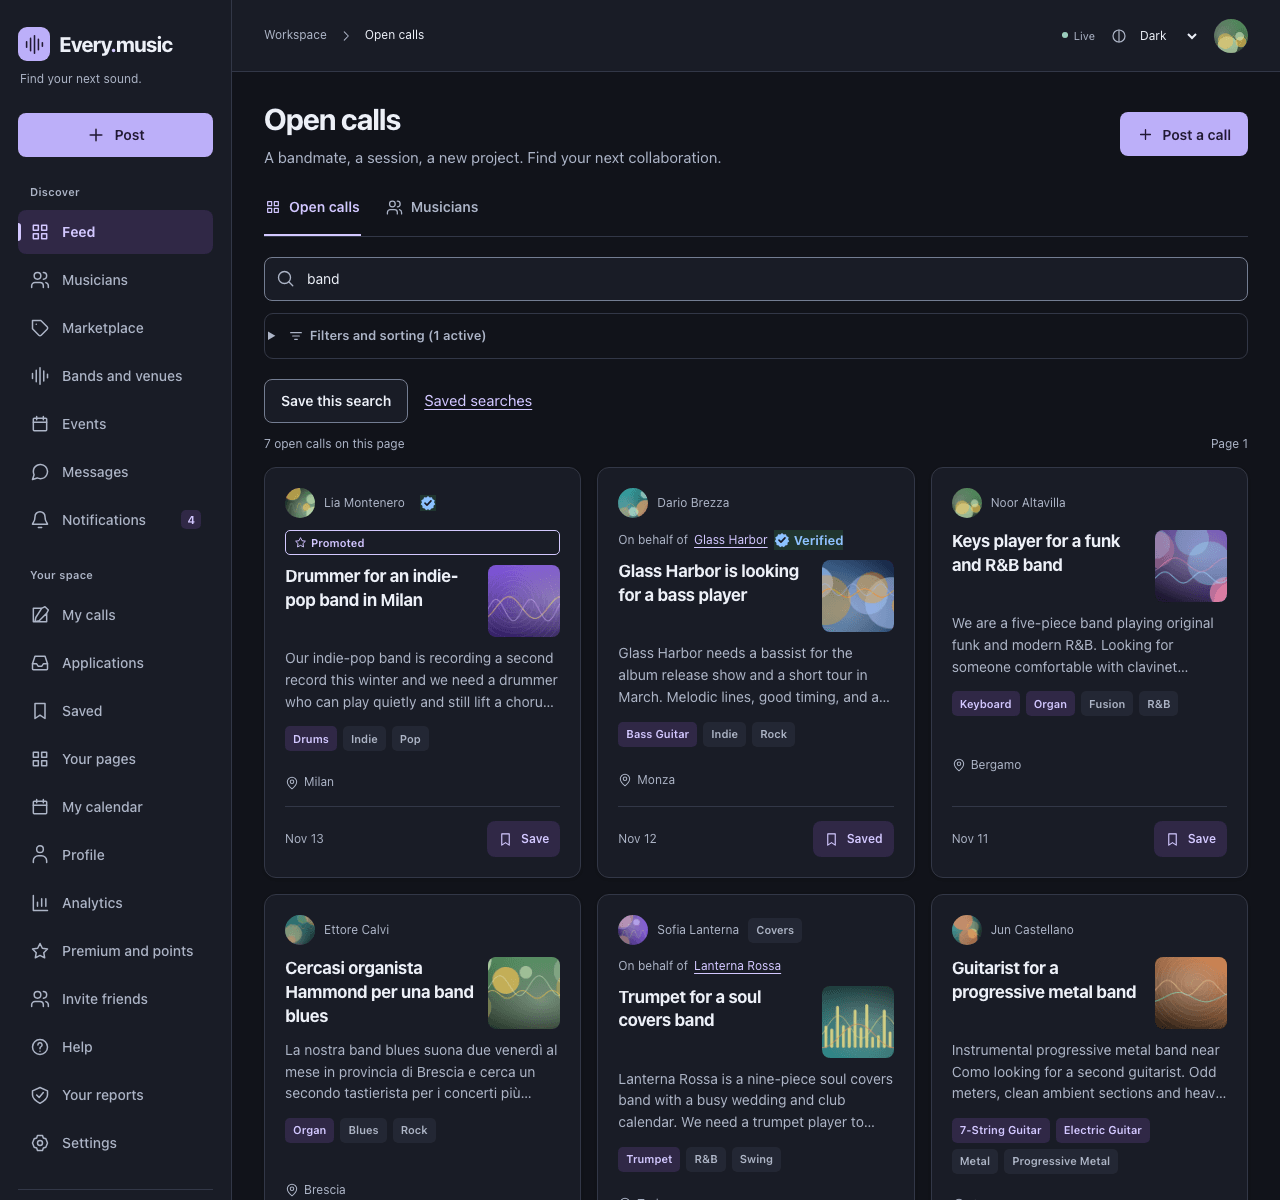 Every.music
Find your next sound.
Post
Discover
Feed
Musicians
Marketplace
Bands and venues
Events
Messages
Notifications 4
Your space
My calls
Applications
Saved
Your pages
My calendar
Profile
Analytics
Premium and points
Invite friends
Help
Your reports
Settings
Workspace Open calls
Live Dark
Open calls
A bandmate, a session, a new project. Find your next collaboration.
Post a call
Open calls Musicians
band
Filters and sorting (1 active)
Save this search Saved searches
7 open calls on this page Page 1
Lia Montenero
Promoted
Drummer for an indie-
pop band in Milan
Our indie-pop band is recording a second
record this winter and we need a drummer
who can play quietly and still lift a choru...
Drums Indie Pop
Milan
Nov 13 Save
Dario Brezza
On behalf of Glass Harbor Verified
Glass Harbor is looking
for a bass player
Glass Harbor needs a bassist for the
album release show and a short tour in
March. Melodic lines, good timing, and a...
Bass Guitar Indie Rock
Monza
Nov 12 Saved
Noor Altavilla
Keys player for a funk
and R&B band
We are a five-piece band playing original
funk and modern R&B. Looking for
someone comfortable with clavinet...
Keyboard Organ Fusion R&B
Bergamo
Nov 11 Save
Ettore Calvi
Cercasi organista
Hammond per una band
blues
La nostra band blues suona due venerdì al
mese in provincia di Brescia e cerca un
secondo tastierista per i concerti più...
Organ Blues Rock
Brescia
Sofia Lanterna Covers
On behalf of Lanterna Rossa
Trumpet for a soul
covers band
Lanterna Rossa is a nine-piece soul covers
band with a busy wedding and club
calendar. We need a trumpet player to...
Trumpet R&B Swing
Jun Castellano
Guitarist for a
progressive metal band
Instrumental progressive metal band near
Como looking for a second guitarist. Odd
meters, clean ambient sections and heav...
7-String Guitar Electric Guitar
Metal Progressive Metal